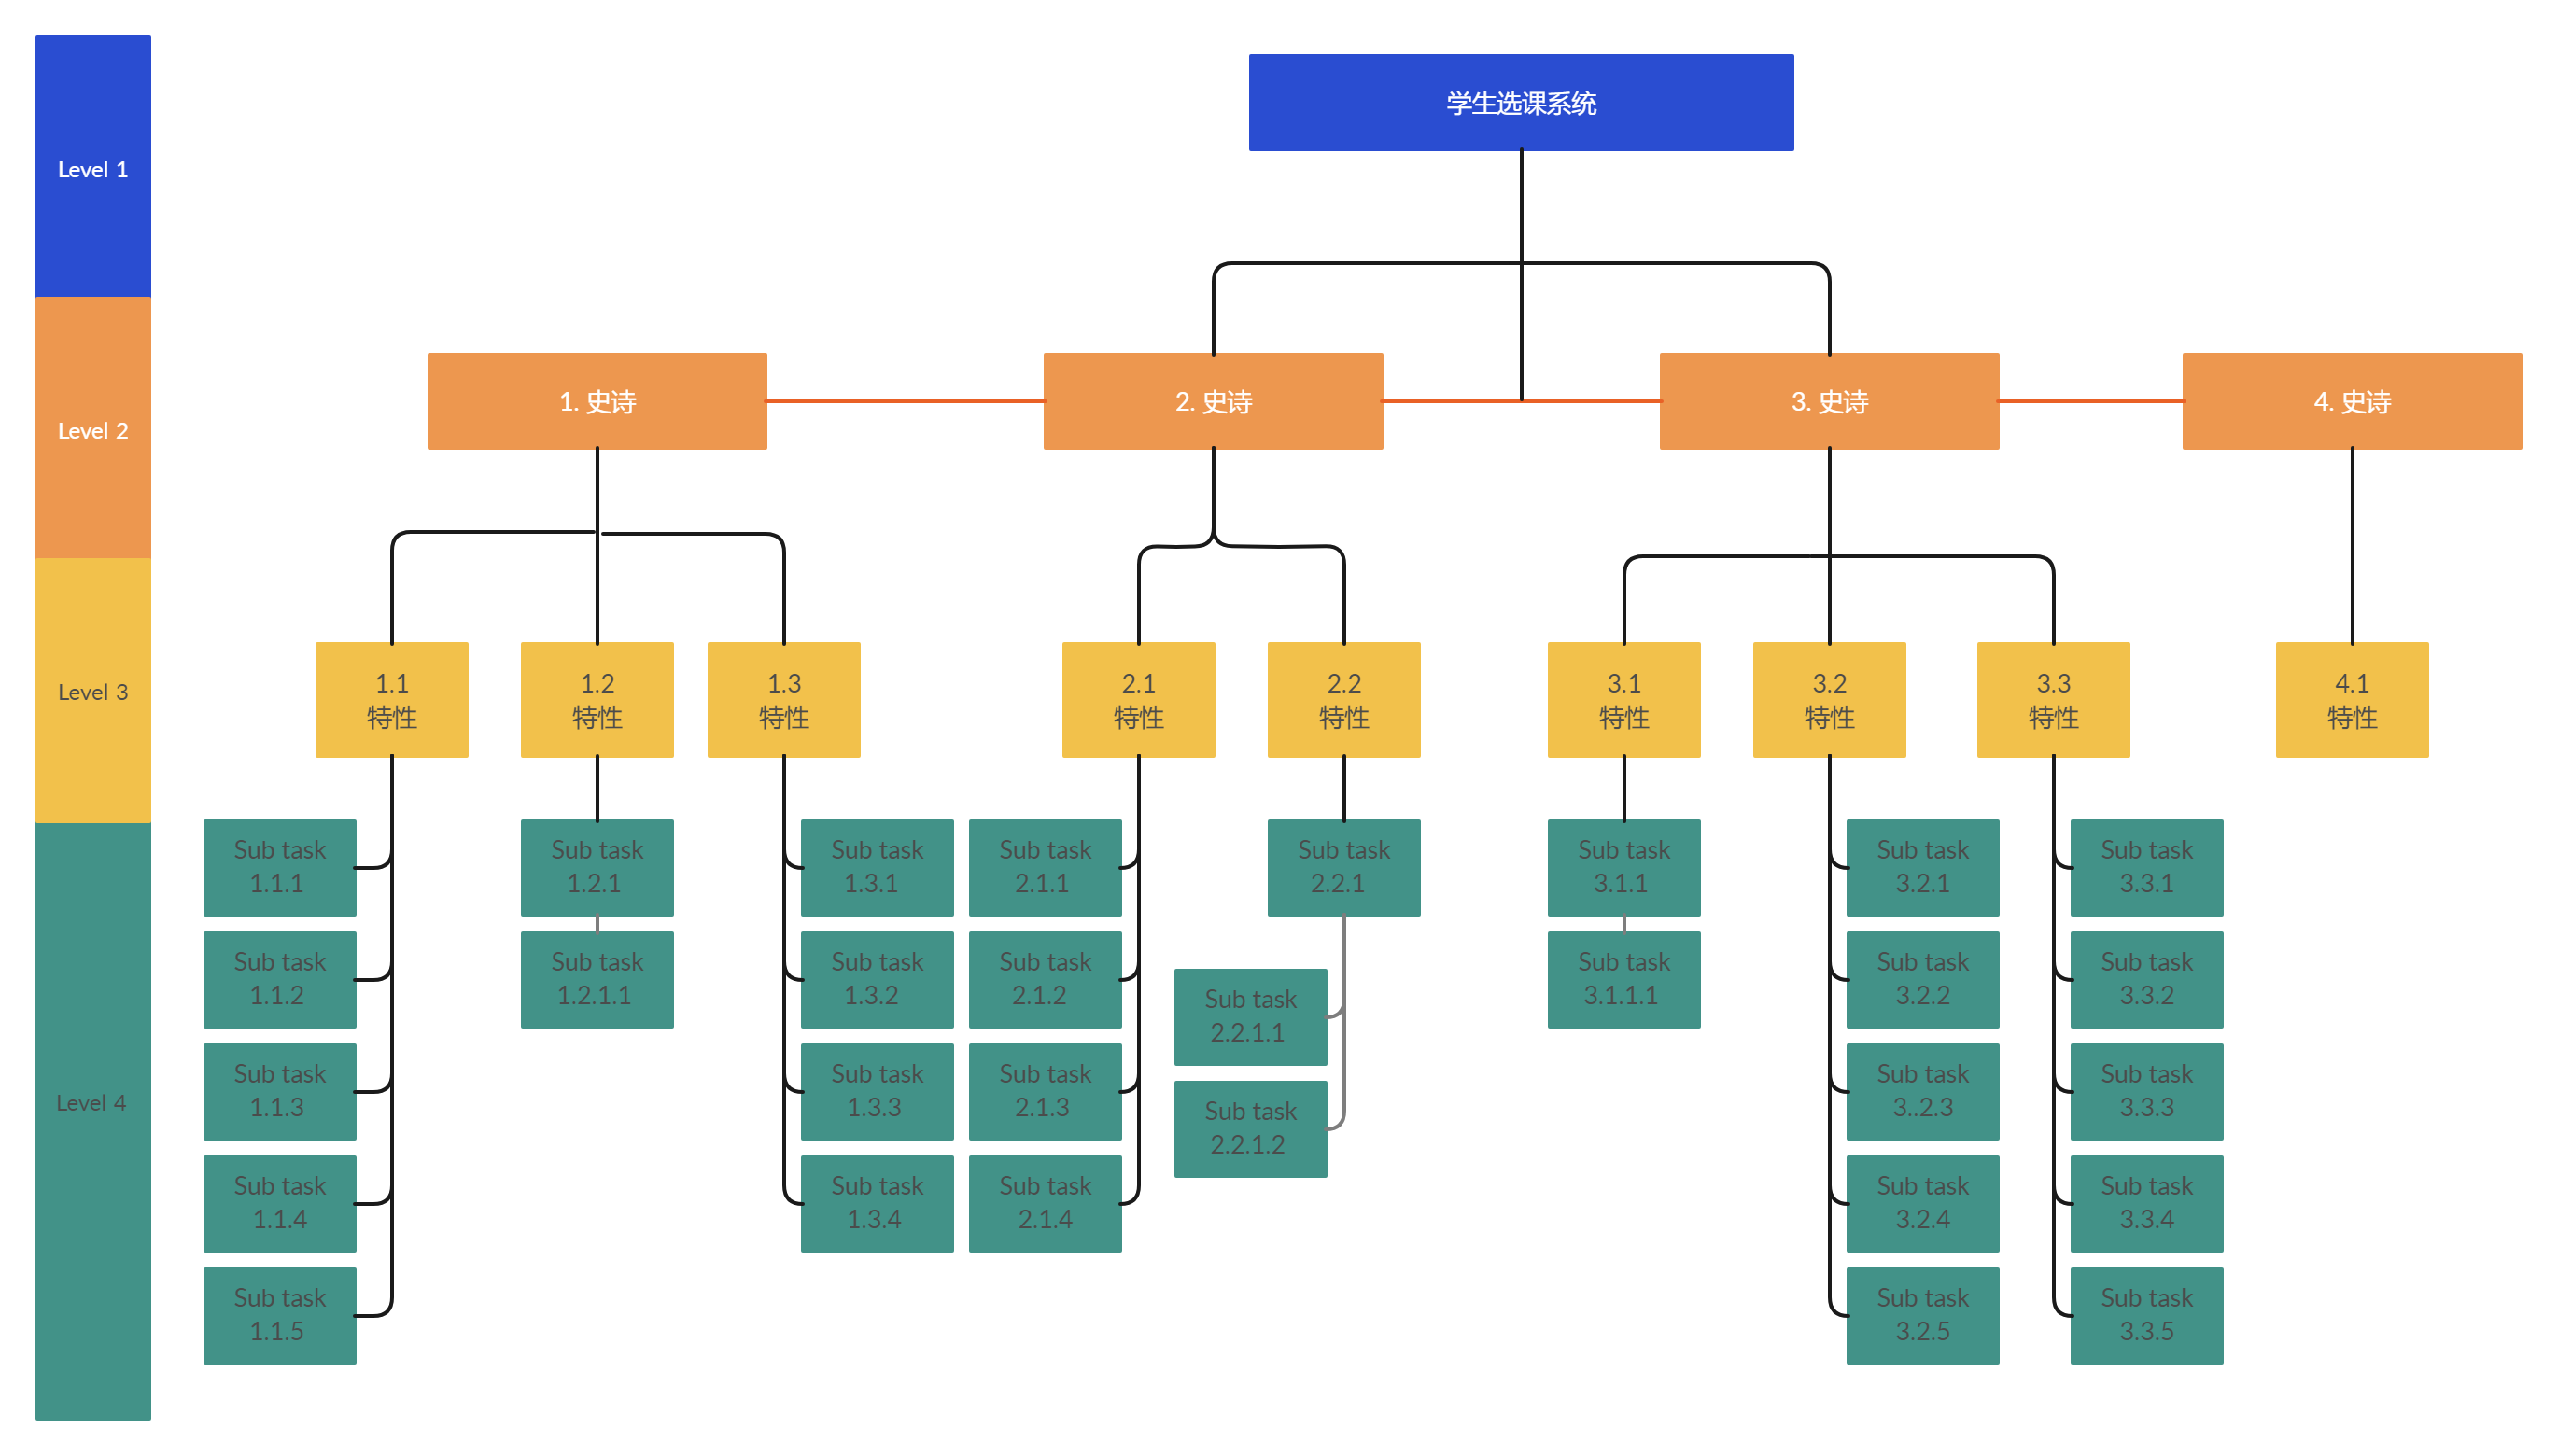 学生选课系统
Level 1
1. 史诗
2. 史诗
3. 史诗
4. 史诗
Level 2
1.1
特性
1.2
特性
1.3
特性
2.1
特性
2.2
特性
3.1
特性
3.2
特性
3.3
特性
4.1
特性
Level 3
Sub task
1.1.1
Sub task
1.2.1
Sub task
1.3.1
Sub task
2.1.1
Sub task
2.2.1
Sub task
3.1.1
Sub task
3.2.1
Sub task
3.3.1
Sub task
1.1.2
Sub task
1.2.1.1
Sub task
1.3.2
Sub task
2.1.2
Sub task
2.2.1.1
Sub task
3.1.1.1
Sub task
3.2.2
Sub task
3.3.2
Level 4
Sub task
1.1.3
Sub task
1.3.3
Sub task
2.1.3
Sub task
2.2.1.2
Sub task
3..2.3
Sub task
3.3.3
Sub task
1.1.4
Sub task
1.3.4
Sub task
2.1.4
Sub task
3.2.4
Sub task
3.3.4
Sub task
1.1.5
Sub task
3.2.5
Sub task
3.3.5